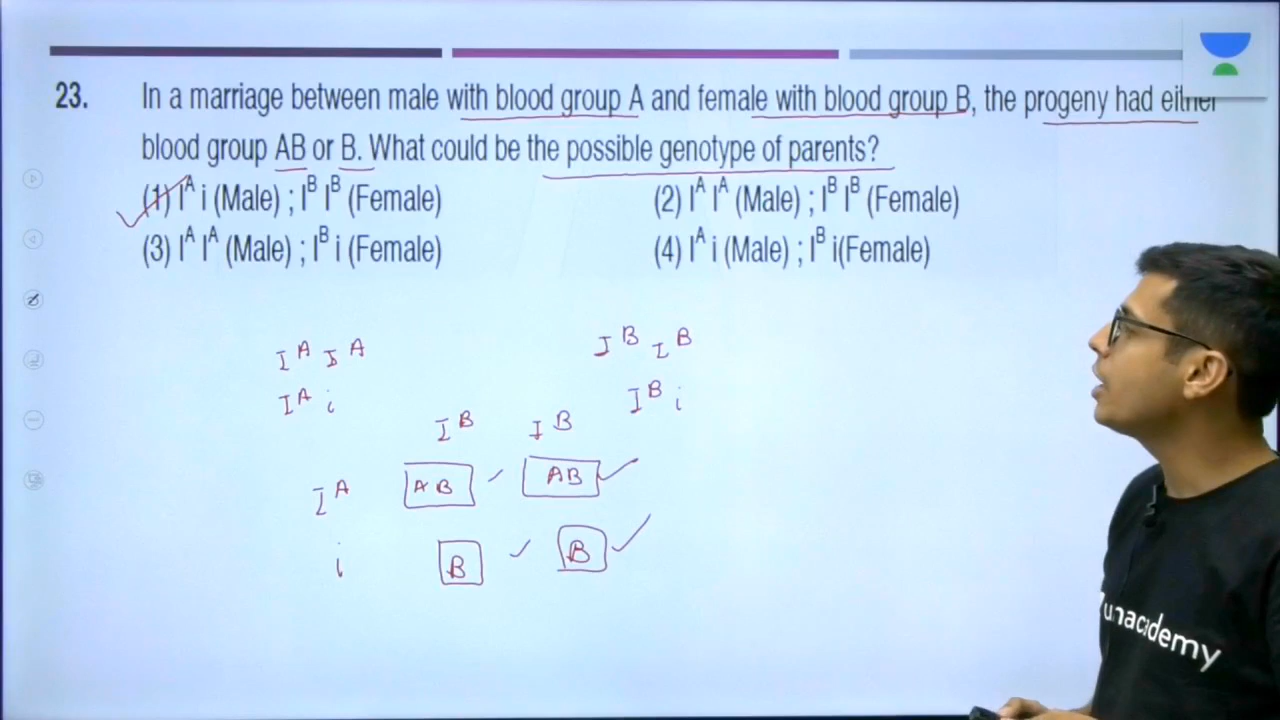 23. In a marriage between male with blood group A and female with blood group B, the progeny had either
blood group AB or B. What could be the possible genotype of parents?
(1) I^A i (Male) ; I^B I^B (Female) (2) I^A I^A (Male) ; I^B I^B (Female)
(3) I^A I^A (Male) ; I^B i (Female) (4) I^A i (Male) ; I^B i(Female)
I^A I^A I^B I^B
I^A i I^B i
I^B I^B
I^A AB AB
i B B
unacademy